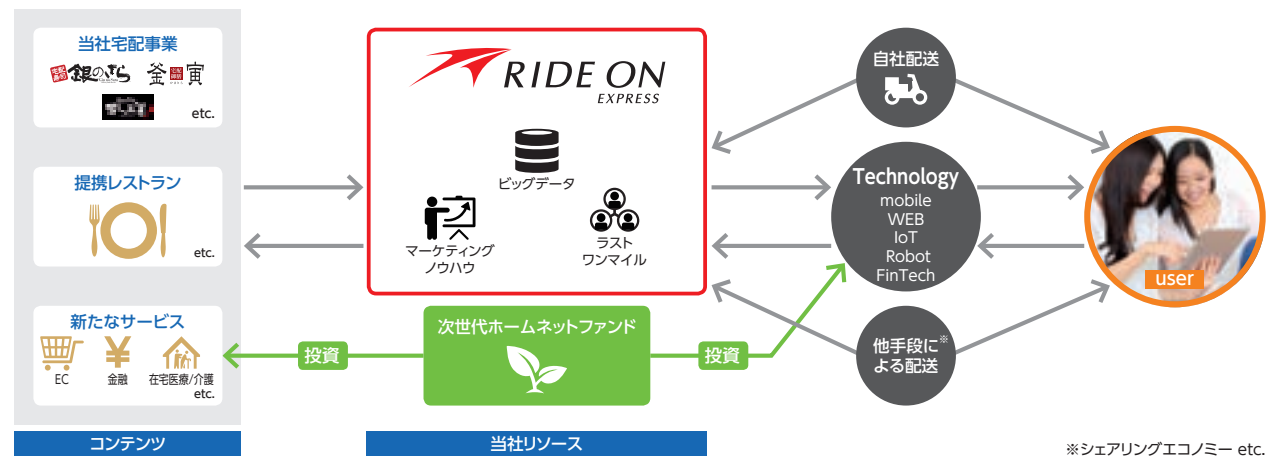 当社宅配事業
宅配寿司 銀のさら 釜寅
etc.
提携レストラン
etc.
新たなサービス
EC 金融 在宅医療/介護
etc.
コンテンツ
RIDE ON
EXPRESS
ビッグデータ
マーケティング
ノウハウ
ラスト
ワンマイル
投資
次世代ホームネットファンド
投資
当社リソース
自社配送
Technology
mobile
WEB
IoT
Robot
FinTech
他手段に※
よる配送
user
※シェアリングエコノミー etc.